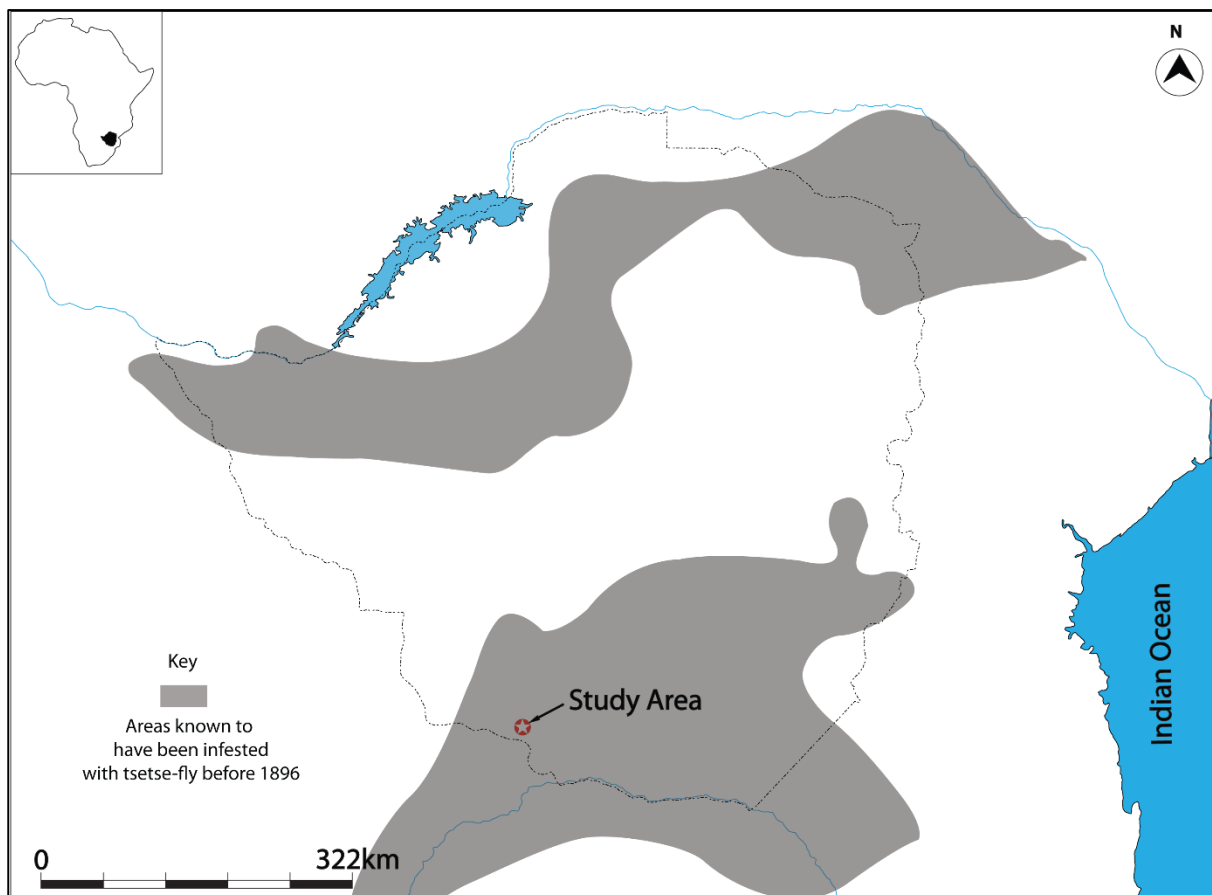 N
Study Area
Indian Ocean
Key
Areas known to
have been infested
with tsetse-fly before 1896
0
322km